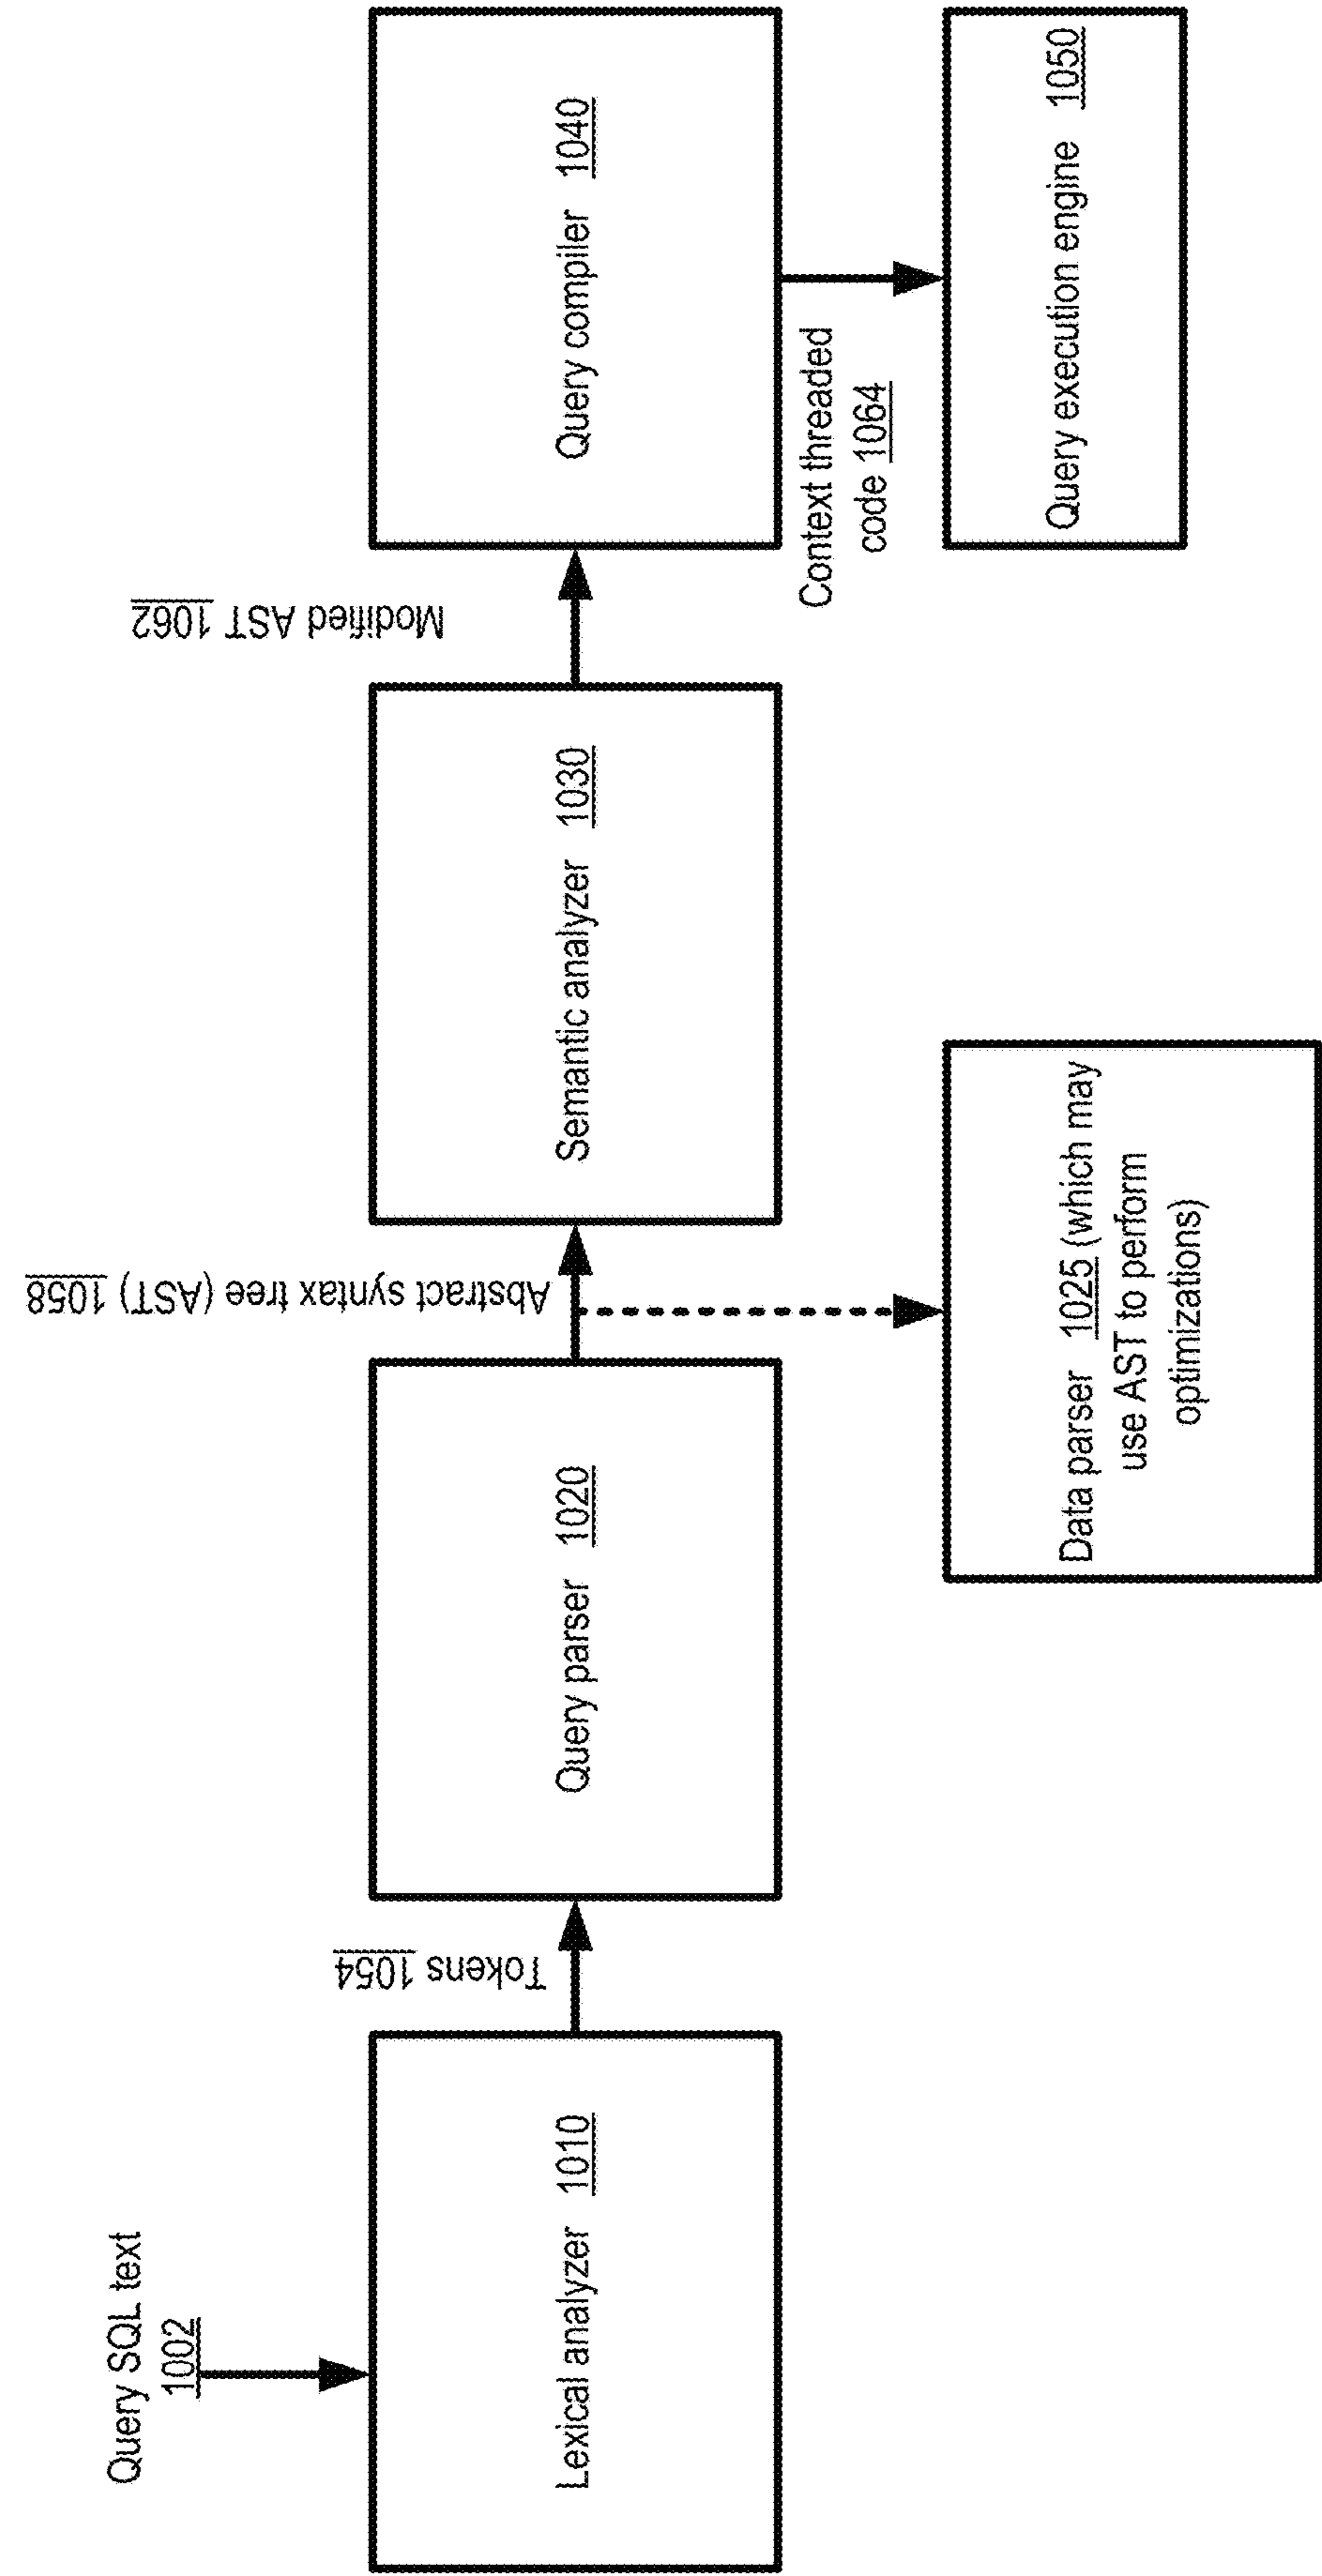 Query SQL text
1002
Lexical analyzer 1010
Tokens 1054
Query parser 1020
Abstract syntax tree (AST) 1058
Data parser 1025 (which may
use AST to perform
optimizations)
Semantic analyzer 1030
Modified AST 1062
Query compiler 1040
Context threaded
code 1064
Query execution engine 1050